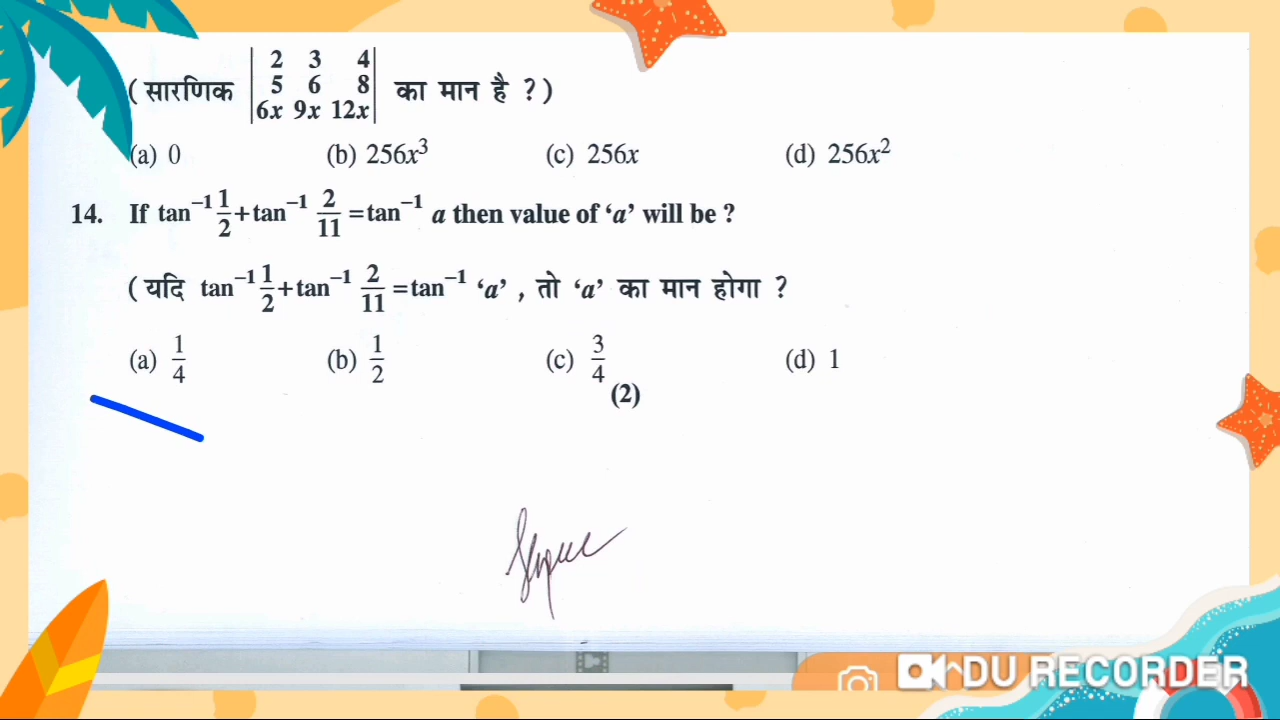 (सारणिक |2 3 4|
|5 6 8| का मान है ?)
|6x 9x 12x|
(a) 0 (b) 256x³ (c) 256x (d) 256x²
14. If tan⁻¹ 1/2 + tan⁻¹ 2/11 = tan⁻¹ a then value of ‘a’ will be ?
(यदि tan⁻¹ 1/2 + tan⁻¹ 2/11 = tan⁻¹ ‘a’ , तो ‘a’ का मान होगा ?
(a) 1/4 (b) 1/2 (c) 3/4 (d) 1
(2)
DU RECORDER